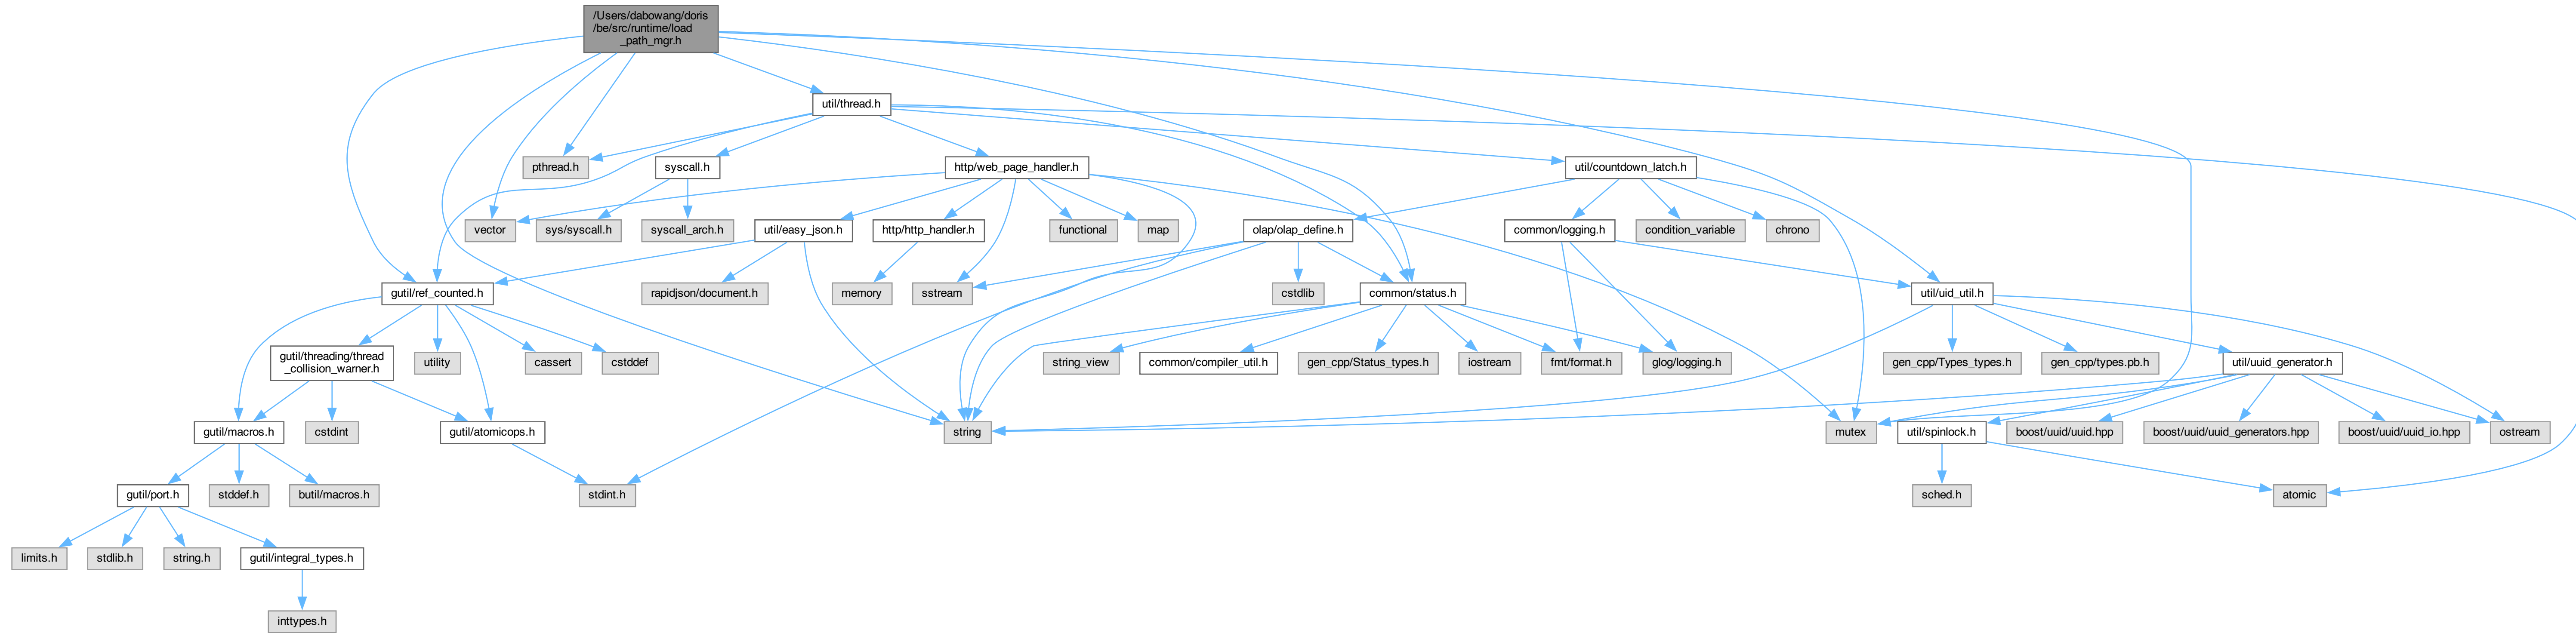 /Users/dabowang/doris
/be/src/runtime/load
_path_mgr.h
util/thread.h
pthread.h
syscall.h
http/web_page_handler.h
util/countdown_latch.h
vector
sys/syscall.h
syscall_arch.h
util/easy_json.h
http/http_handler.h
functional
map
olap/olap_define.h
common/logging.h
condition_variable
chrono
gutil/ref_counted.h
rapidjson/document.h
memory
sstream
cstdlib
common/status.h
util/uid_util.h
gutil/threading/thread
_collision_warner.h
utility
cassert
cstddef
string_view
common/compiler_util.h
gen_cpp/Status_types.h
iostream
fmt/format.h
glog/logging.h
gen_cpp/Types_types.h
gen_cpp/types.pb.h
util/uuid_generator.h
gutil/macros.h
cstdint
gutil/atomicops.h
string
mutex
util/spinlock.h
boost/uuid/uuid.hpp
boost/uuid/uuid_generators.hpp
boost/uuid/uuid_io.hpp
ostream
gutil/port.h
stddef.h
butil/macros.h
stdint.h
sched.h
atomic
limits.h
stdlib.h
string.h
gutil/integral_types.h
inttypes.h